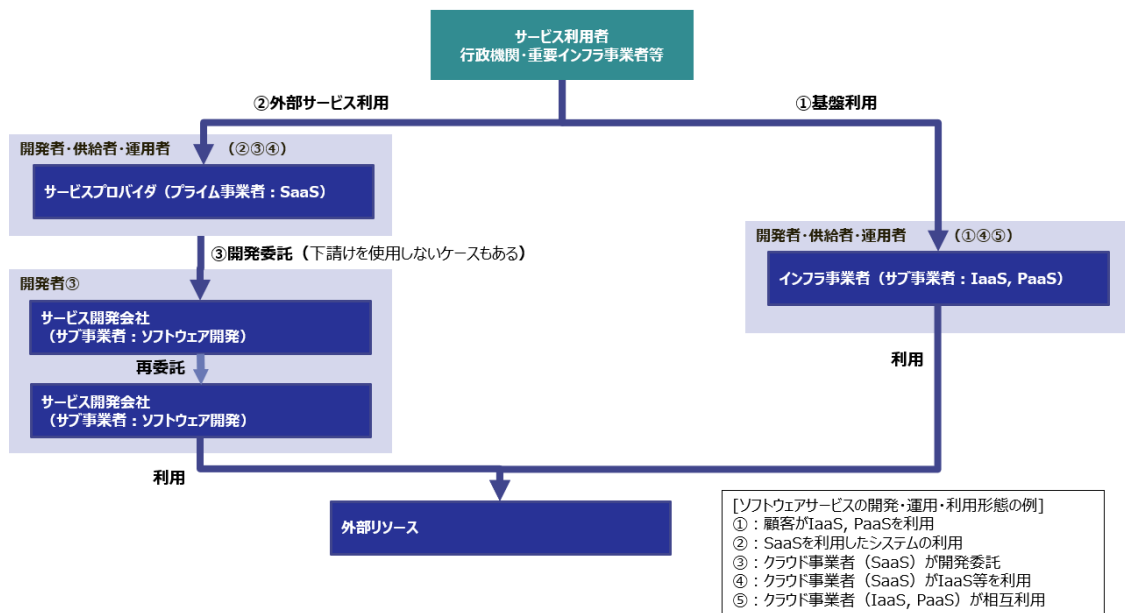 サービス利用者
行政機関・重要インフラ事業者等
②外部サービス利用
①基盤利用
開発者・供給者・運用者　（②③④）
サービスプロバイダ（プライム事業者：SaaS）
③開発委託（下請けを使用しないケースもある）
開発者・供給者・運用者　（①④⑤）
インフラ事業者（サブ事業者：IaaS, PaaS）
開発者③
サービス開発会社
（サブ事業者：ソフトウェア開発）
再委託
サービス開発会社
（サブ事業者：ソフトウェア開発）
利用
利用
外部リソース
[ソフトウェアサービスの開発・運用・利用形態の例]
①：顧客がIaaS, PaaSを利用
②：SaaSを利用したシステムの利用
③：クラウド事業者（SaaS）が開発委託
④：クラウド事業者（SaaS）がIaaS等を利用
⑤：クラウド事業者（IaaS, PaaS）が相互利用